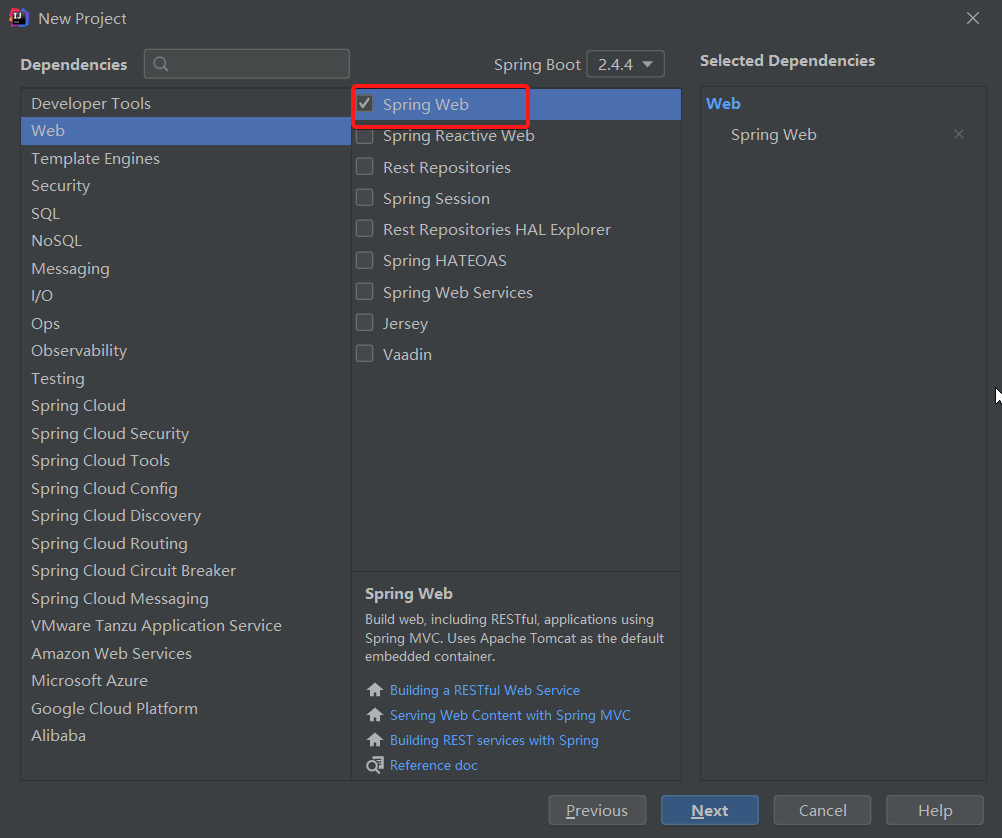 New Project
Dependencies
Spring Boot 2.4.4
Selected Dependencies
Developer Tools
Web
Template Engines
Security
SQL
NoSQL
Messaging
I/O
Ops
Observability
Testing
Spring Cloud
Spring Cloud Security
Spring Cloud Tools
Spring Cloud Config
Spring Cloud Discovery
Spring Cloud Routing
Spring Cloud Circuit Breaker
Spring Cloud Messaging
VMware Tanzu Application Service
Amazon Web Services
Microsoft Azure
Google Cloud Platform
Alibaba
Spring Web
Spring Reactive Web
Rest Repositories
Spring Session
Rest Repositories HAL Explorer
Spring HATEOAS
Spring Web Services
Jersey
Vaadin
Spring Web
Build web, including RESTful, applications using
Spring MVC. Uses Apache Tomcat as the default
embedded container.
Building a RESTful Web Service
Serving Web Content with Spring MVC
Building REST services with Spring
Reference doc
Web
Spring Web
Previous
Next
Cancel
Help